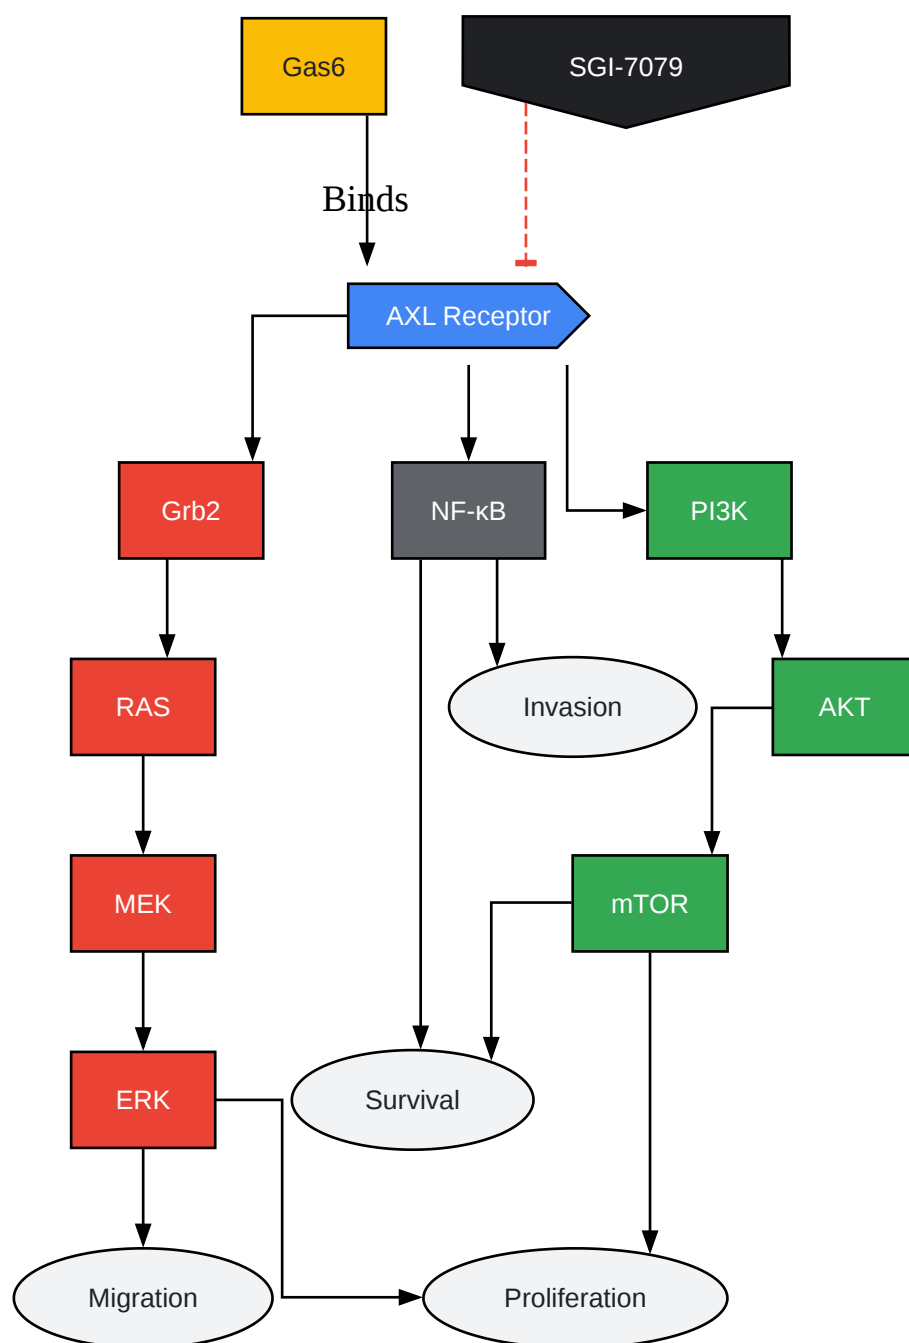 Gas6
SGI-7079
Binds
AXL Receptor
Grb2
NF-κB
PI3K
RAS
Invasion
AKT
MEK
mTOR
ERK
Survival
Migration
Proliferation